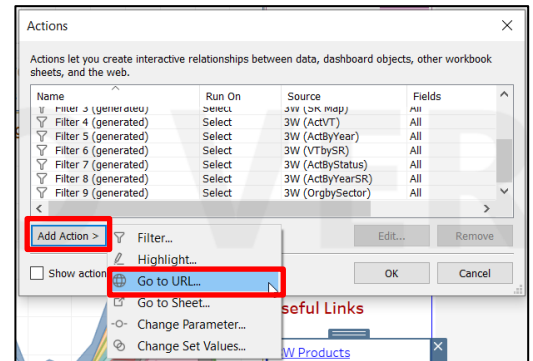 Actions
Actions let you create interactive relationships between data, dashboard objects, other workbook
sheets, and the web.
Name Run On Source Fields
Filter 3 (generated) Select 3W (SR Map) All
Filter 4 (generated) Select 3W (ActVT) All
Filter 5 (generated) Select 3W (ActByYear) All
Filter 6 (generated) Select 3W (VTbySR) All
Filter 7 (generated) Select 3W (ActByStatus) All
Filter 8 (generated) Select 3W (ActByYearSR) All
Filter 9 (generated) Select 3W (OrgbySector) All
Add Action > Edit... Remove
Filter...
Highlight...
Show action
Go to URL...
OK Cancel
Go to Sheet...
seful Links
Change Parameter...
Change Set Values...
W Products
VER